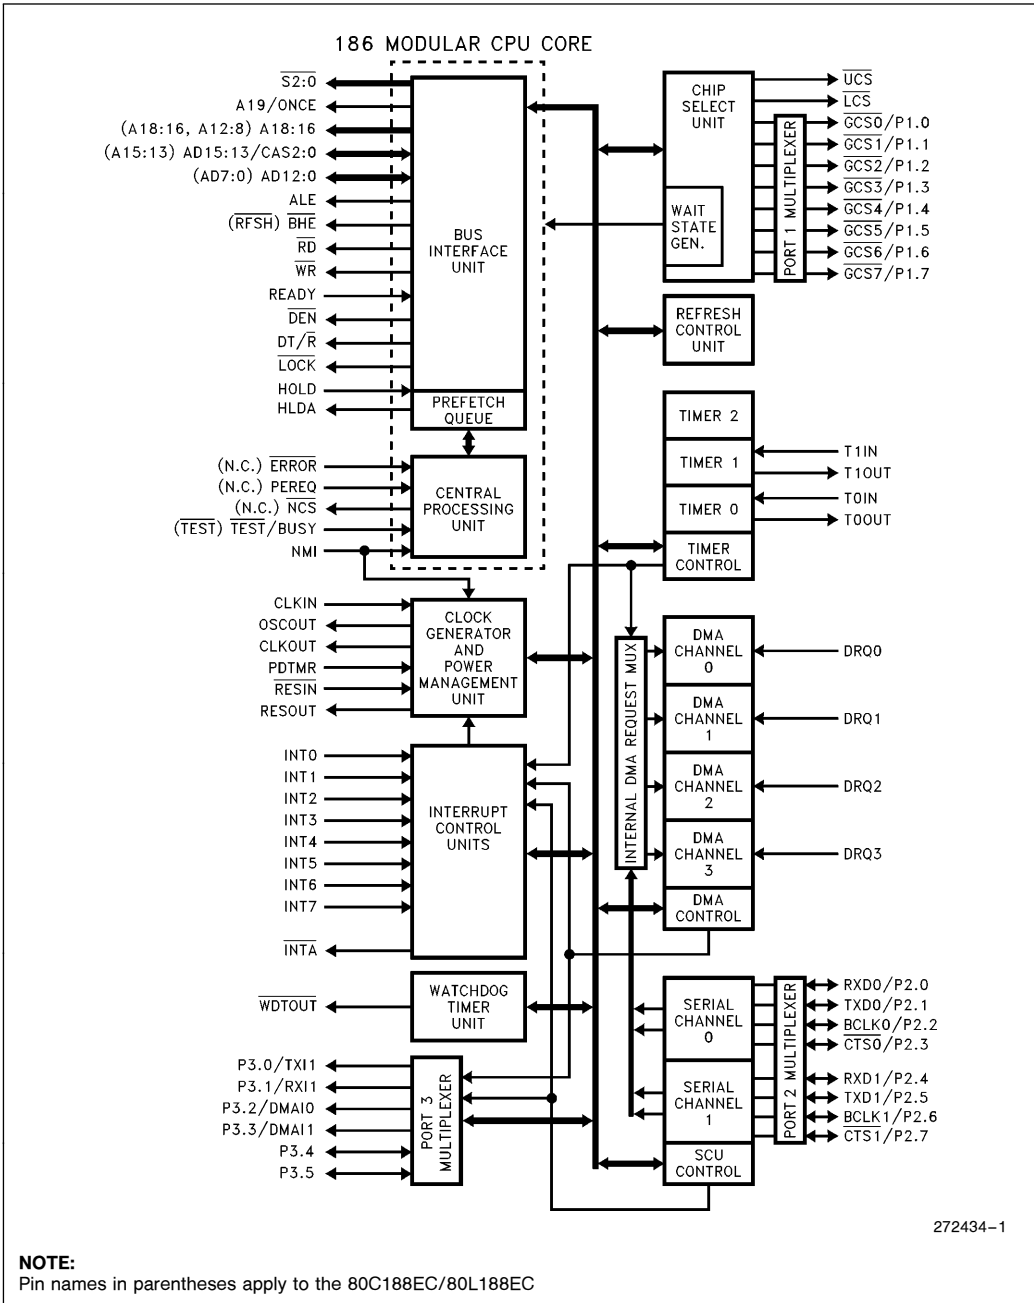 186 MODULAR CPU CORE
S2:0
A19/ONCE
(A18:16, A12:8) A18:16
(A15:13) AD15:13/CAS2:0
(AD7:0) AD12:0
ALE
(RFSH) BHE
RD
WR
READY
DEN
DT/R
LOCK
HOLD
HLDA
BUS
INTERFACE
UNIT
PREFETCH
QUEUE
(N.C.) ERROR
(N.C.) PEREQ
(N.C.) NCS
(TEST) TEST/BUSY
NMI
CENTRAL
PROCESSING
UNIT
CLKIN
OSCOUT
CLKOUT
PDTMR
RESIN
RESOUT
CLOCK
GENERATOR
AND
POWER
MANAGEMENT
UNIT
INT0
INT1
INT2
INT3
INT4
INT5
INT6
INT7
INTA
INTERRUPT
CONTROL
UNITS
WDTOUT
WATCHDOG
TIMER
UNIT
P3.0/TXI1
P3.1/RXI1
P3.2/DMAI0
P3.3/DMAI1
P3.4
P3.5
PORT 3
MULTIPLEXER
CHIP
SELECT
UNIT
WAIT
STATE
GEN.
PORT 1 MULTIPLEXER
UCS
LCS
GCS0/P1.0
GCS1/P1.1
GCS2/P1.2
GCS3/P1.3
GCS4/P1.4
GCS5/P1.5
GCS6/P1.6
GCS7/P1.7
REFRESH
CONTROL
UNIT
TIMER 2
TIMER 1
TIMER 0
TIMER
CONTROL
T1IN
T1OUT
T0IN
T0OUT
INTERNAL DMA REQUEST MUX
DMA
CHANNEL
0
DMA
CHANNEL
1
DMA
CHANNEL
2
DMA
CHANNEL
3
DMA
CONTROL
DRQ0
DRQ1
DRQ2
DRQ3
SERIAL
CHANNEL
0
SERIAL
CHANNEL
1
SCU
CONTROL
PORT 2 MULTIPLEXER
RXD0/P2.0
TXD0/P2.1
BCLK0/P2.2
CTS0/P2.3
RXD1/P2.4
TXD1/P2.5
BCLK1/P2.6
CTS1/P2.7
272434–1
NOTE:
Pin names in parentheses apply to the 80C188EC/80L188EC